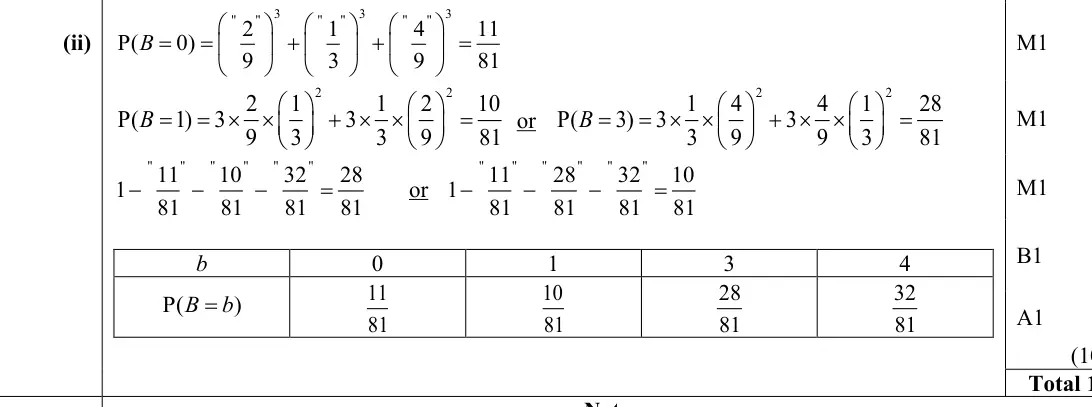 (ii) P(B = 0) = ("2/9")³ + ("1/3")³ + ("4/9")³ = 11/81 M1
P(B = 1) = 3 × 2/9 × (1/3)² + 3 × 1/3 × (2/9)² = 10/81 or P(B = 3) = 3 × 1/3 × (4/9)² + 3 × 4/9 × (1/3)² = 28/81 M1
1 − "11/81" − "10/81" − "32/81" = 28/81 or 1 − "11/81" − "28/81" − "32/81" = 10/81 M1
b 0 1 3 4 B1
P(B = b) 11/81 10/81 28/81 32/81 A1
Total